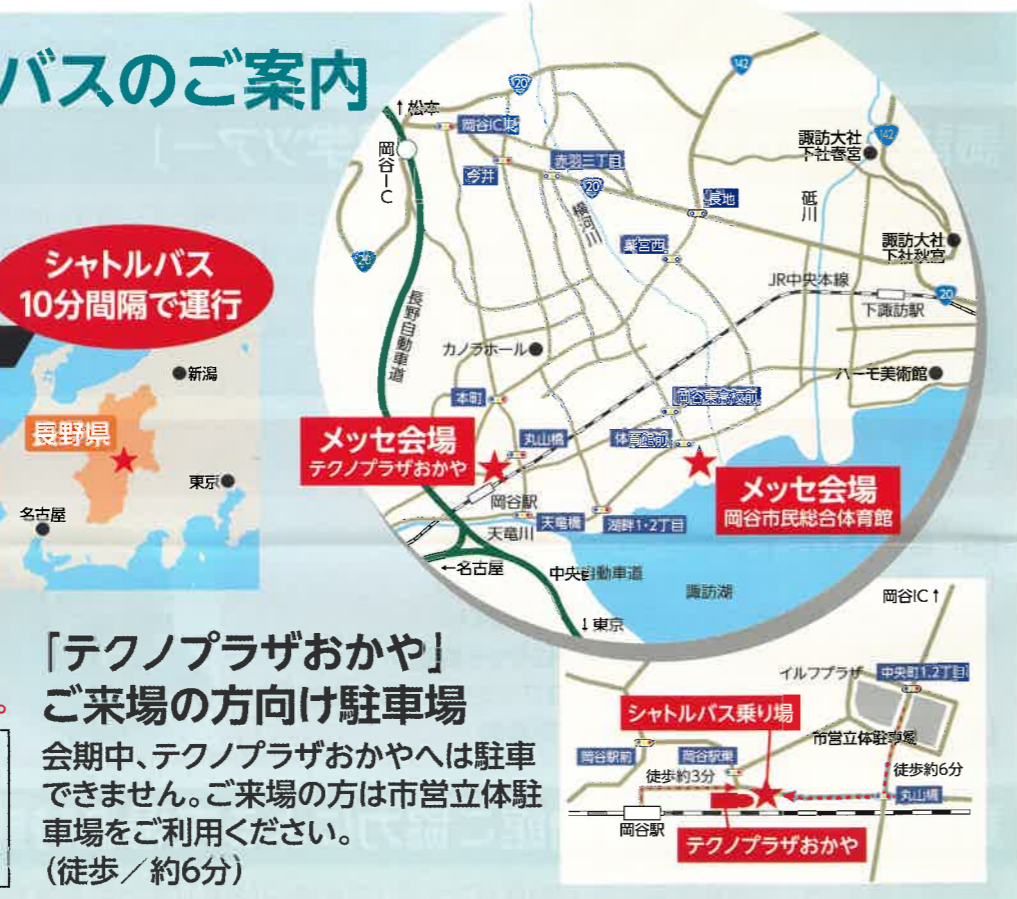 バスのご案内
シャトルバス
10分間隔で運行
新潟
長野県
東京
名古屋
↑松本
岡谷IC
20
岡谷IC東
今井
赤羽三丁目
20
横河川
142
諏訪大社
下社春宮
142
長地
砥川
諏訪大社
下社秋宮
20
長野自動車道
JR中央本線
下諏訪駅
20
カノラホール
ハーモ美術館
本町
岡谷東高校前
丸山橋
体育館前
メッセ会場
テクノプラザおかや
メッセ会場
岡谷市民総合体育館
岡谷駅
天竜橋
湖畔1・2丁目
天竜川
←名古屋
中央自動車道
諏訪湖
↓東京
「テクノプラザおかや」
ご来場の方向け駐車場
会期中、テクノプラザおかやへは駐車
できません。ご来場の方は市営立体駐
車場をご利用ください。
(徒歩／約6分)
岡谷IC↑
イルフプラザ
中央町1.2丁目
シャトルバス乗り場
市営立体駐車場
岡谷駅前
岡谷駅東
徒歩約3分
徒歩約6分
丸山橋
岡谷駅
テクノプラザおかや